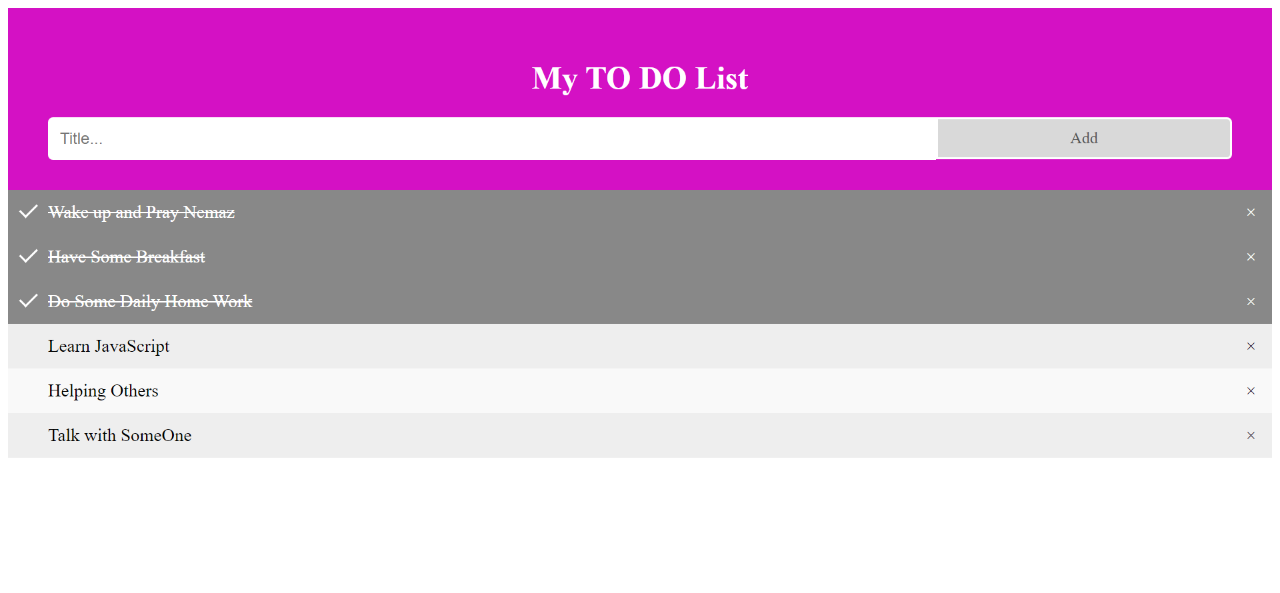 My TO DO List
Title...
Add
Wake up and Pray Nemaz ×
Have Some Breakfast ×
Do Some Daily Home Work ×
Learn JavaScript ×
Helping Others ×
Talk with SomeOne ×